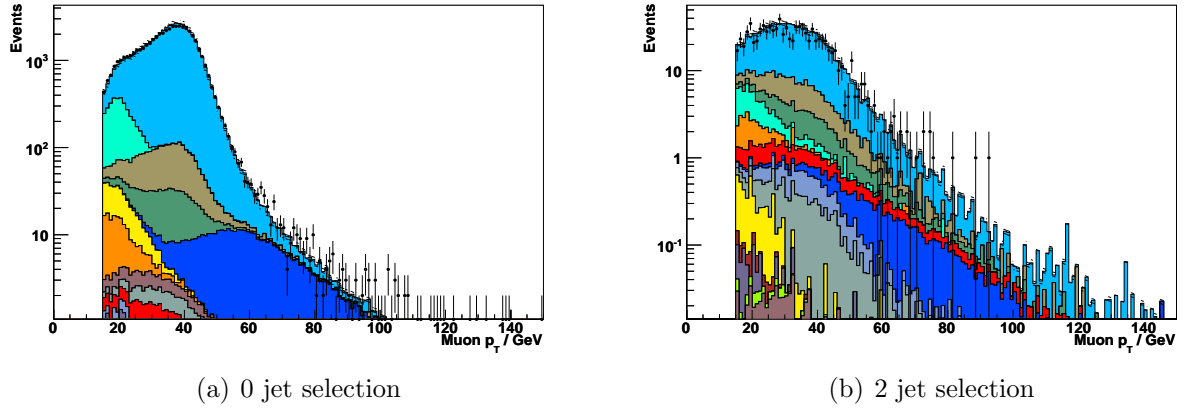 Events
10³
10²
10
0 20 40 60 80 100 120 140
Muon p_T / GeV
(a) 0 jet selection
Events
10
1
10⁻¹
0 20 40 60 80 100 120 140
Muon p_T / GeV
(b) 2 jet selection